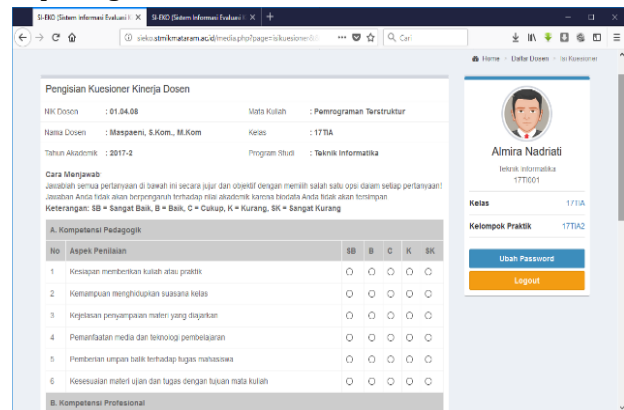 SI-EKO (Sistem Informasi Evaluasi K
SI-EKO (Sistem Informasi Evaluasi K
sieko.stmikmataram.ac.id/media.php?page=isikuesioner&
Cari
Home Daftar Dosen Isi Kuesioner
Pengisian Kuesioner Kinerja Dosen
NIK Dosen : 01.04.08 Mata Kuliah : Pemrograman Terstruktur
Nama Dosen : Maspaeni, S.Kom., M.Kom Kelas : 17TIA
Tahun Akademik : 2017-2 Program Studi : Teknik Informatika
Cara Menjawab
Jawablah semua pertanyaan di bawah ini secara jujur dan objektif dengan memilih salah satu opsi dalam setiap pertanyaan!
Jawaban Anda tidak akan berpengaruh terhadap nilai akademik karena biodata Anda tidak akan tersimpan.
Keterangan: SB = Sangat Baik, B = Baik, C = Cukup, K = Kurang, SK = Sangat Kurang
A. Kompetensi Pedagogik
No Aspek Penilaian SB B C K SK
1 Kesiapan memberikan kuliah atau praktik
2 Kemampuan menghidupkan suasana kelas
3 Kejelasan penyampaian materi yang diajarkan
4 Pemanfaatan media dan teknologi pembelajaran
5 Pemberian umpan balik terhadap tugas mahasiswa
6 Kesesuaian materi ujian dan tugas dengan tujuan mata kuliah
B. Kompetensi Profesional
Almira Nadriati
Teknik Informatika
17TI001
Kelas 17TIA
Kelompok Praktik 17TIA2
Ubah Password
Logout